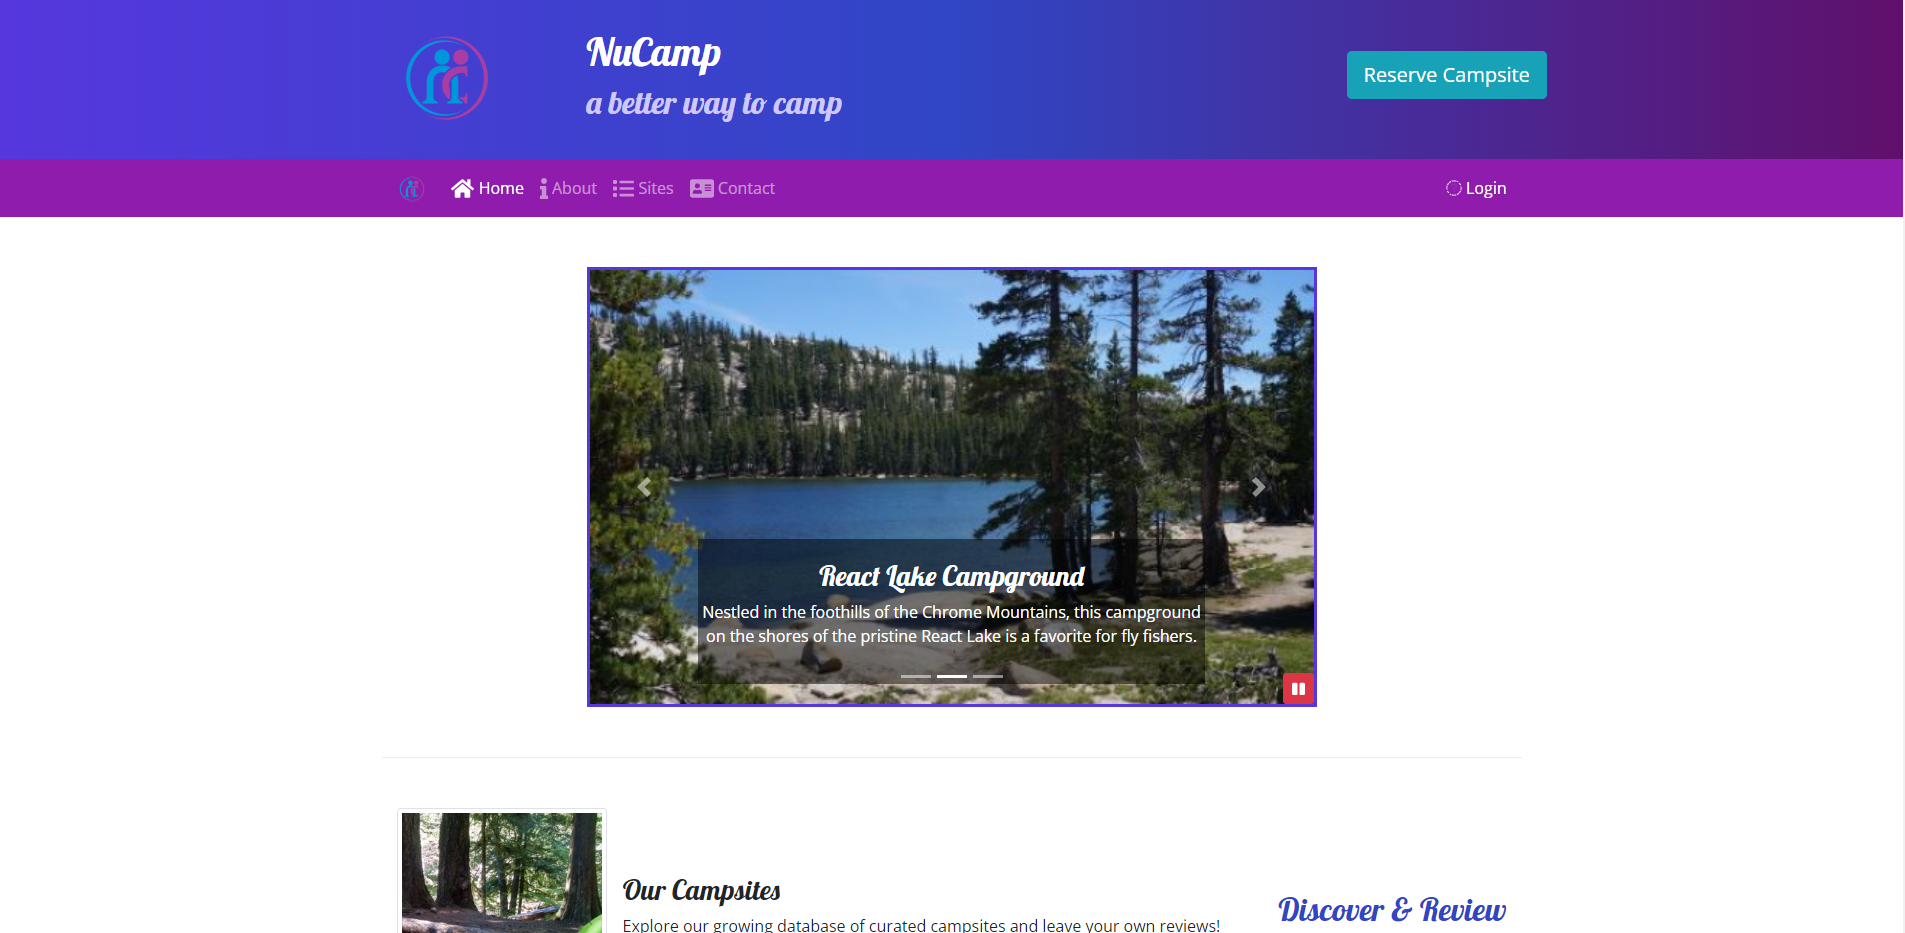 NuCamp
a better way to camp
Reserve Campsite
Home About Sites Contact Login
React Lake Campground
Nestled in the foothills of the Chrome Mountains, this campground
on the shores of the pristine React Lake is a favorite for fly fishers.
Our Campsites
Discover & Review
Explore our growing database of curated campsites and leave your own reviews!